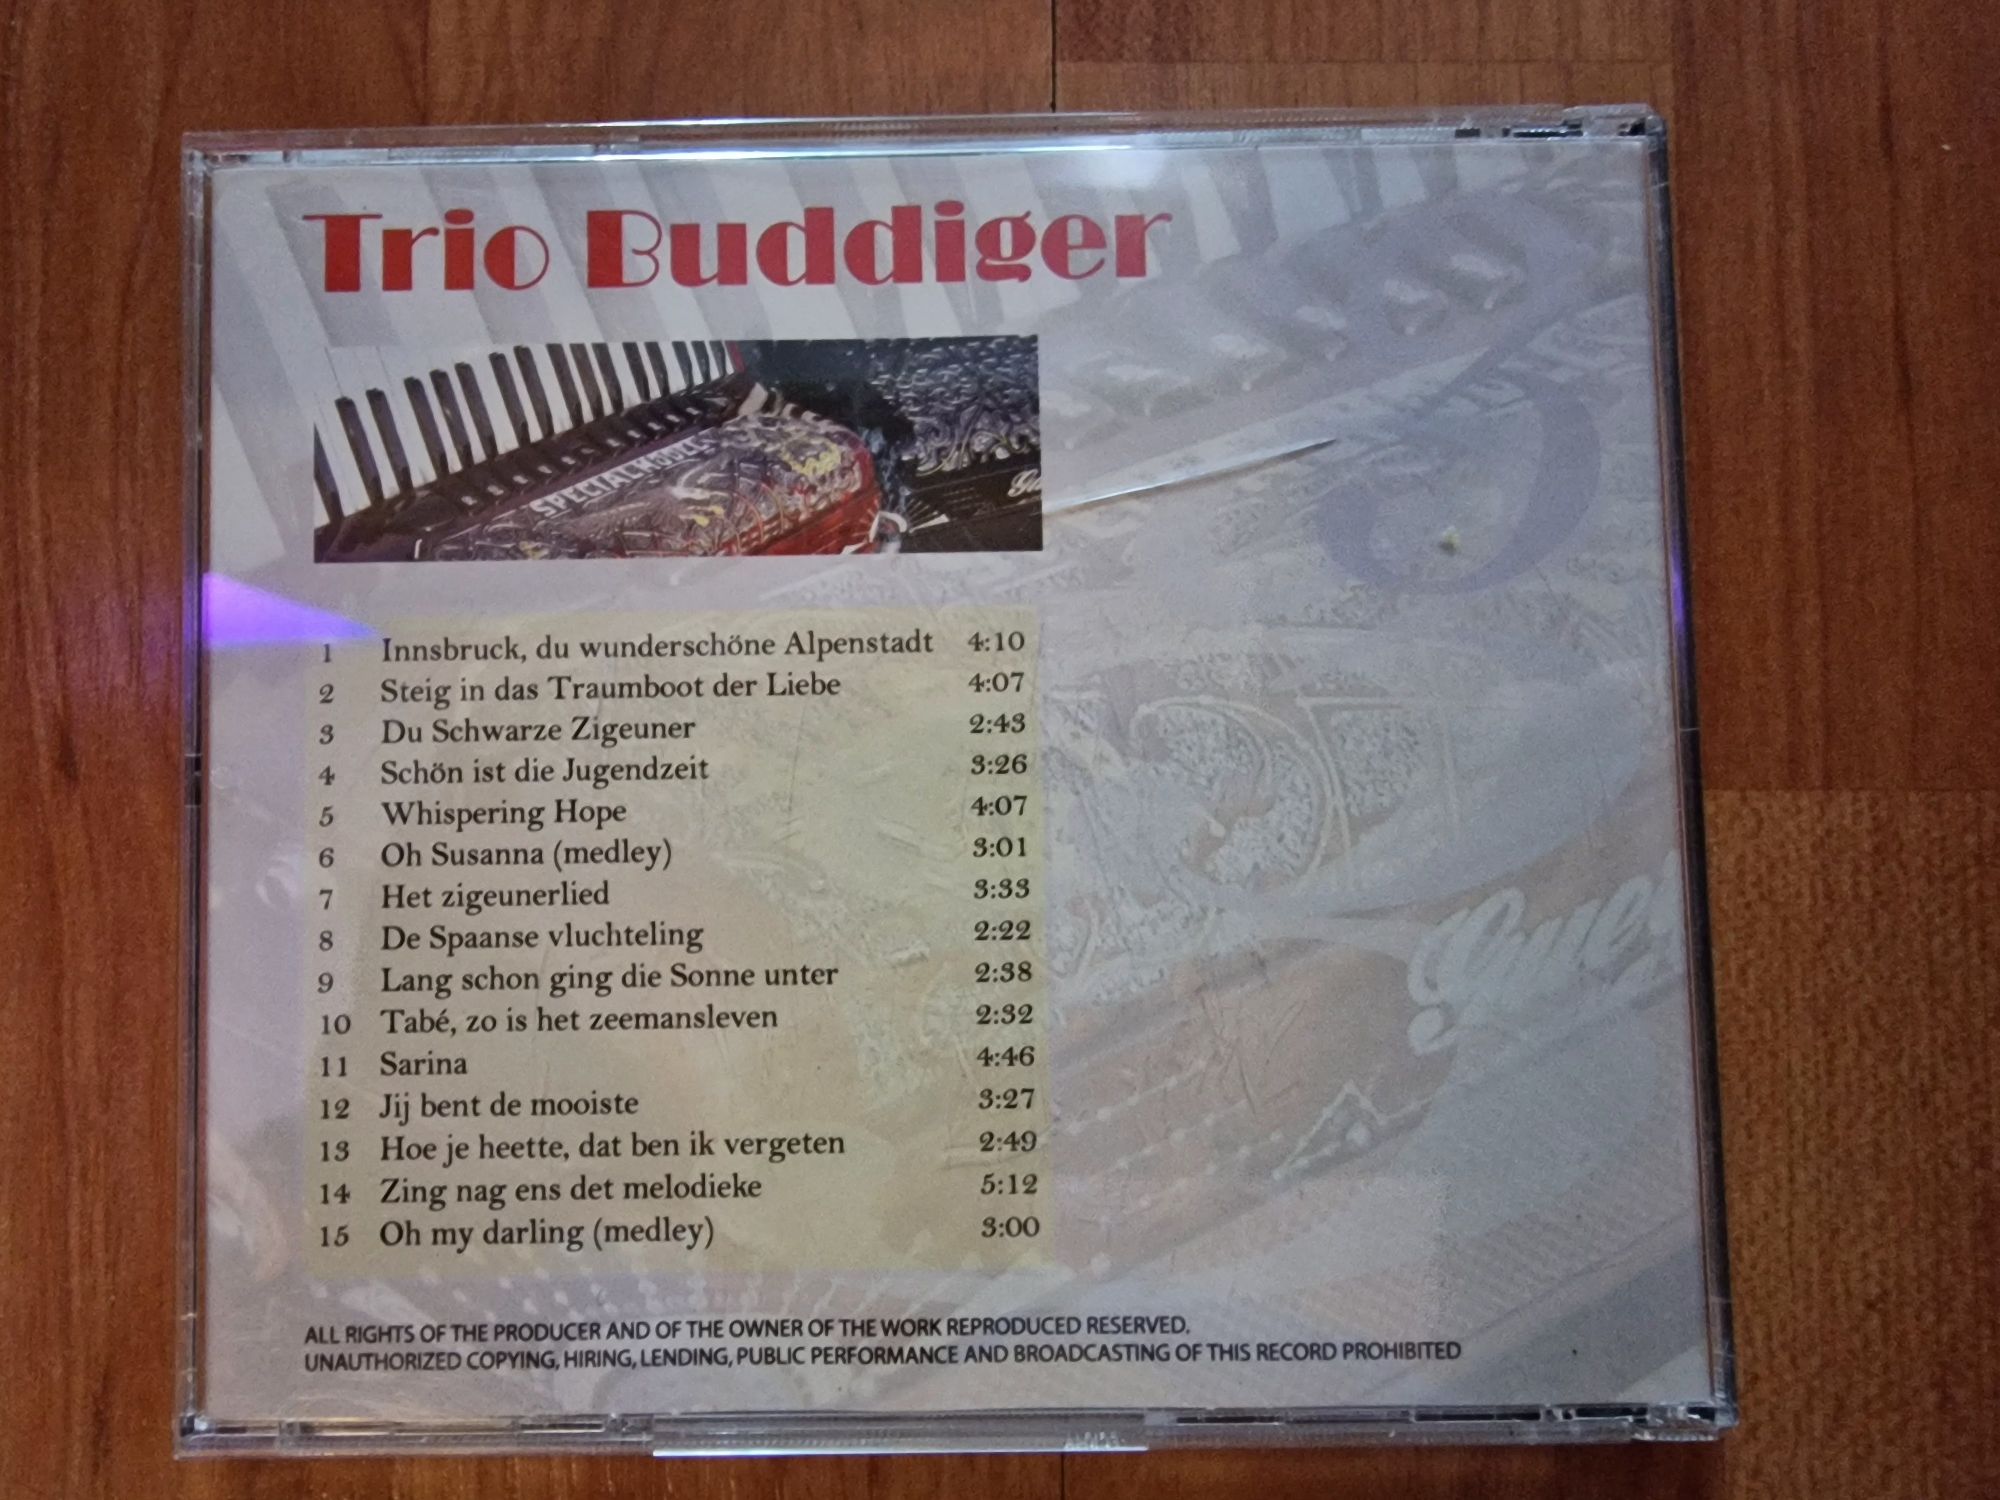 Trio Buddiger
1 Innsbruck, du wunderschöne Alpenstadt 4:10
2 Steig in das Traumboot der Liebe 4:07
3 Du Schwarze Zigeuner 2:43
4 Schön ist die Jugendzeit 3:26
5 Whispering Hope 4:07
6 Oh Susanna (medley) 3:01
7 Het zigeunerlied 3:33
8 De Spaanse vluchteling 2:22
9 Lang schon ging die Sonne unter 2:38
10 Tabé, zo is het zeemansleven 2:32
11 Sarina 4:46
12 Jij bent de mooiste 3:27
13 Hoe je heette, dat ben ik vergeten 2:49
14 Zing nag ens det melodieke 5:12
15 Oh my darling (medley) 3:00
ALL RIGHTS OF THE PRODUCER AND OF THE OWNER OF THE WORK REPRODUCED RESERVED.
UNAUTHORIZED COPYING, HIRING, LENDING, PUBLIC PERFORMANCE AND BROADCASTING OF THIS RECORD PROHIBITED